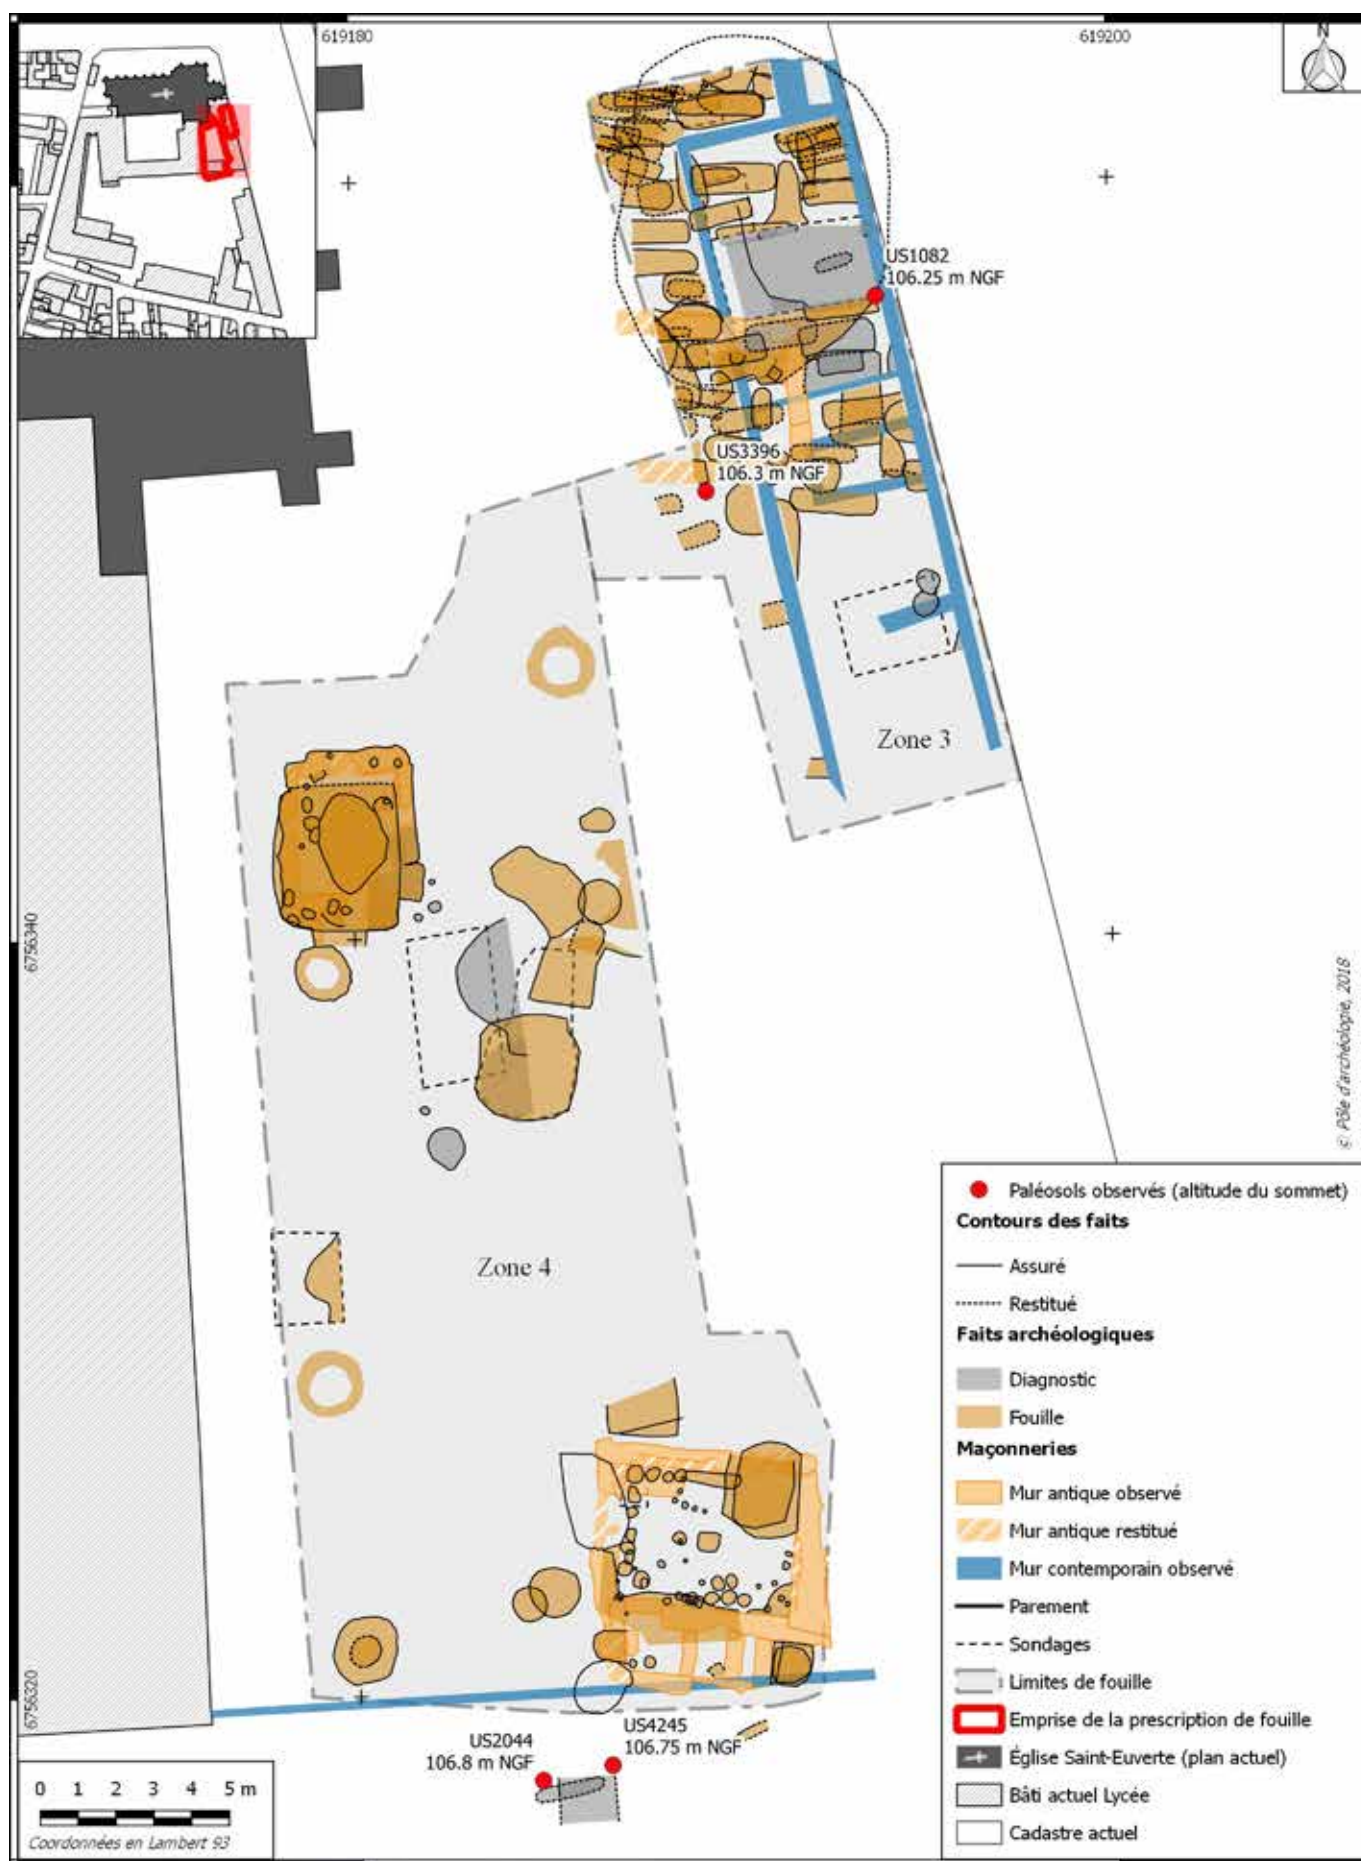 619180
619200
N
US1082
106.25 m NGF
US3396
106.3 m NGF
Zone 3
6756340
© Pôle d'archéologie, 2018
Zone 4
6756320
US2044
106.8 m NGF
US4245
106.75 m NGF
0 1 2 3 4 5 m
Coordonnées en Lambert 93
Paléosols observés (altitude du sommet)
Contours des faits
Assuré
Restitué
Faits archéologiques
Diagnostic
Fouille
Maçonneries
Mur antique observé
Mur antique restitué
Mur contemporain observé
Parement
Sondages
Limites de fouille
Emprise de la prescription de fouille
Église Saint-Euverte (plan actuel)
Bâti actuel Lycée
Cadastre actuel